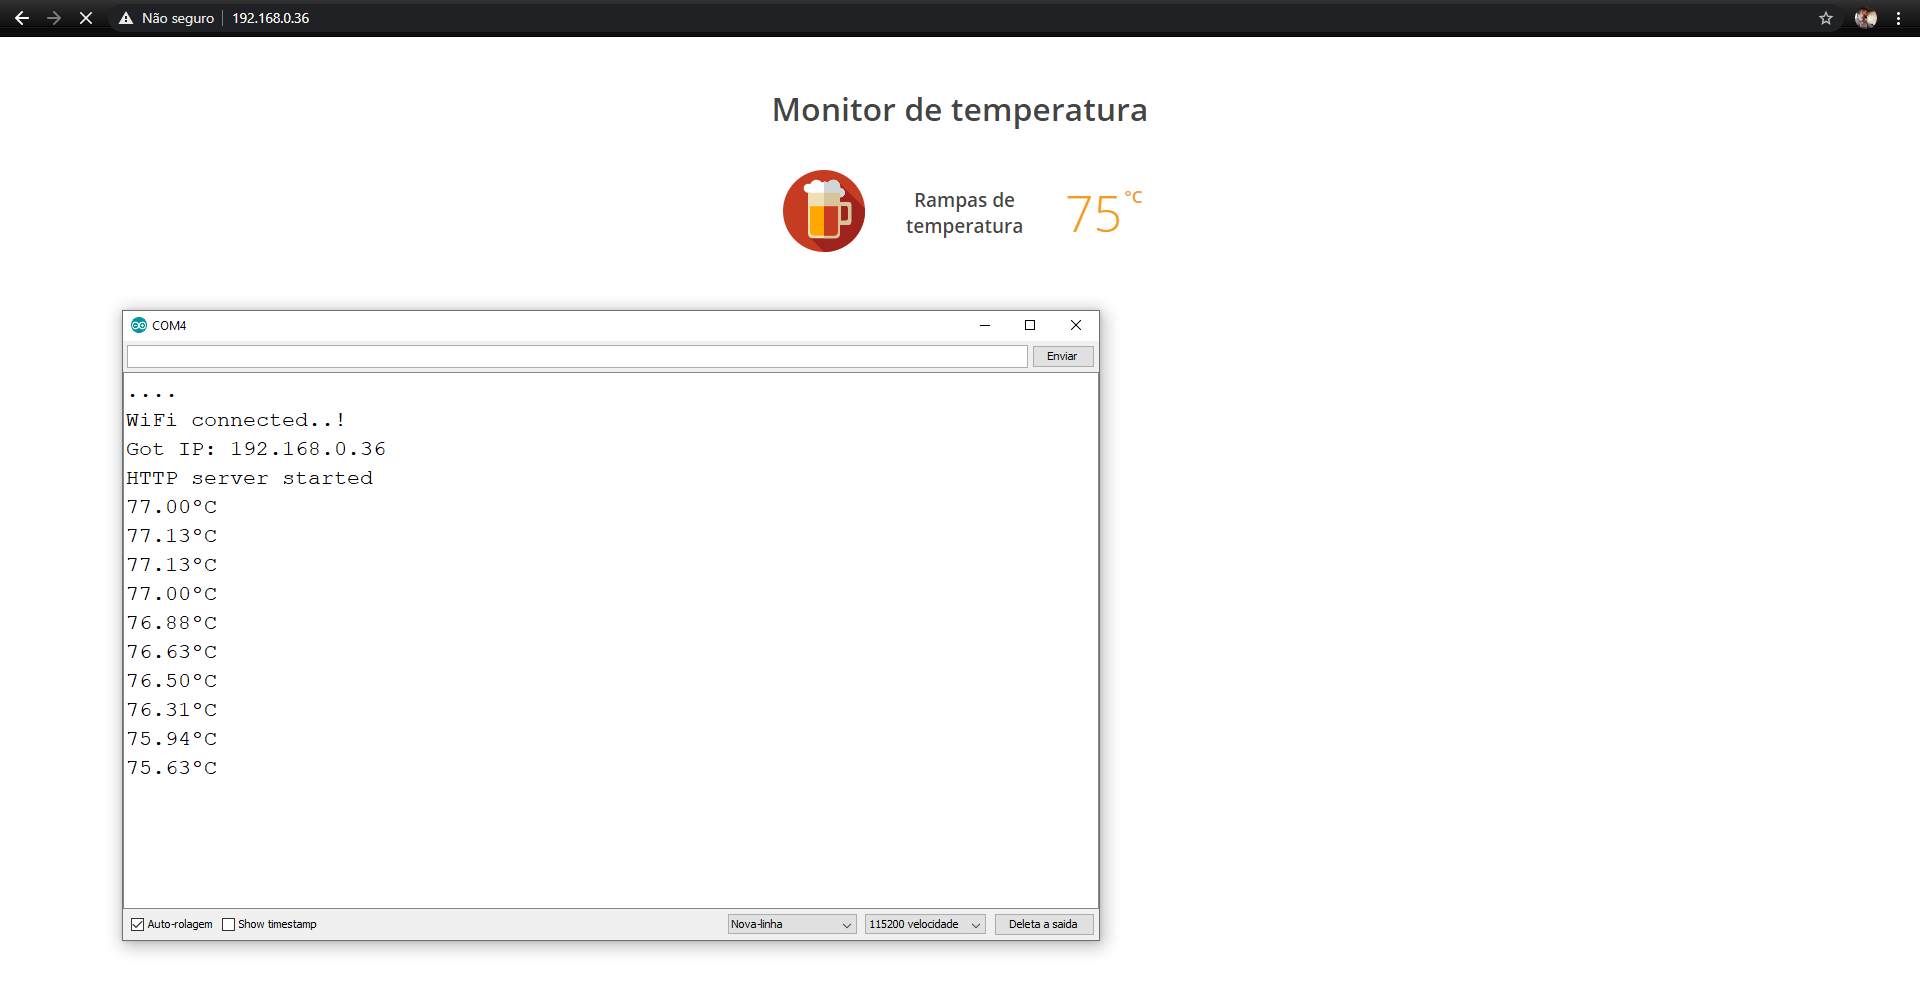 Não seguro 192.168.0.36
Monitor de temperatura
Rampas de
temperatura
75 °C
COM4
Enviar
....
WiFi connected..!
Got IP: 192.168.0.36
HTTP server started
77.00°C
77.13°C
77.13°C
77.00°C
76.88°C
76.63°C
76.50°C
76.31°C
75.94°C
75.63°C
Auto-rolagem Show timestamp Nova-linha 115200 velocidade Deleta a saida